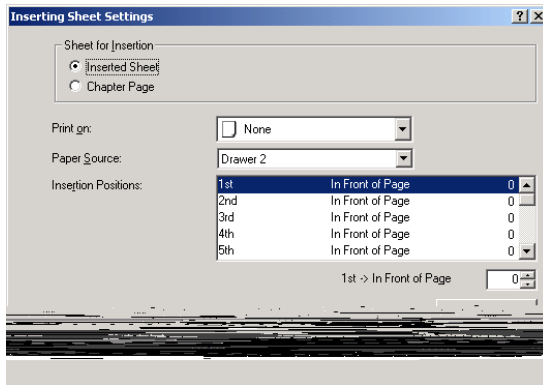 Inserting Sheet Settings
Sheet for Insertion
Inserted Sheet
Chapter Page
Print on: None
Paper Source: Drawer 2
Insertion Positions: 1st In Front of Page 0
2nd In Front of Page 0
3rd In Front of Page 0
4th In Front of Page 0
5th In Front of Page 0
1st -> In Front of Page 0